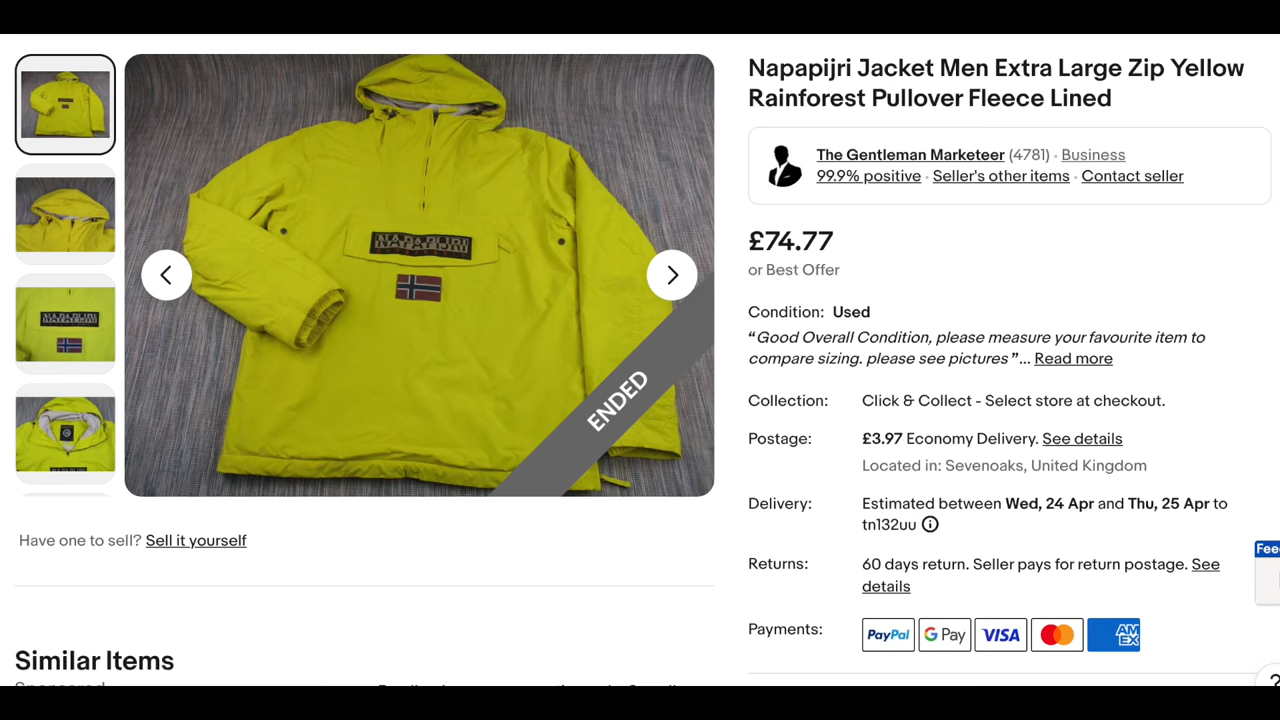 Napapijri Jacket Men Extra Large Zip Yellow
Rainforest Pullover Fleece Lined
The Gentleman Marketeer (4781) · Business
99.9% positive · Seller's other items · Contact seller
£74.77
or Best Offer
NAPAPIJRI
ENDED
Condition: Used
“Good Overall Condition, please measure your favourite item to
compare sizing. please see pictures ”... Read more
Collection: Click & Collect - Select store at checkout.
Postage: £3.97 Economy Delivery. See details
Located in: Sevenoaks, United Kingdom
Delivery: Estimated between Wed, 24 Apr and Thu, 25 Apr to
tn132uu
Returns: 60 days return. Seller pays for return postage. See
details
Payments: PayPal G Pay VISA AM EX
Have one to sell? Sell it yourself
Similar Items
Sponsored
Fee